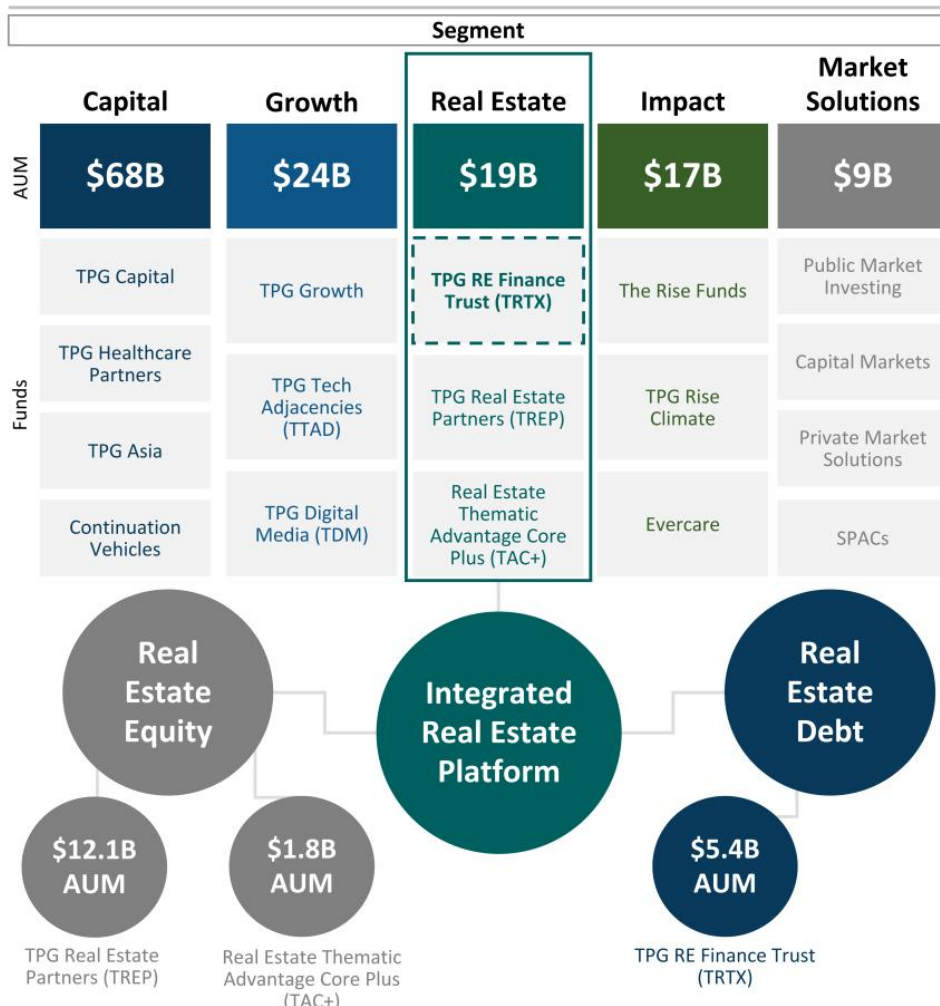 Segment
Capital
Growth
Real Estate
Impact
Market
Solutions
AUM
$68B
$24B
$19B
$17B
$9B
Funds
TPG Capital
TPG Healthcare
Partners
TPG Asia
Continuation
Vehicles
TPG Growth
TPG Tech
Adjacencies
(TTAD)
TPG Digital
Media (TDM)
TPG RE Finance
Trust (TRTX)
TPG Real Estate
Partners (TREP)
Real Estate
Thematic
Advantage Core
Plus (TAC+)
The Rise Funds
TPG Rise
Climate
Evercare
Public Market
Investing
Capital Markets
Private Market
Solutions
SPACs
Real
Estate
Equity
Integrated
Real Estate
Platform
Real
Estate
Debt
$12.1B
AUM
TPG Real Estate
Partners (TREP)
$1.8B
AUM
Real Estate Thematic
Advantage Core Plus
(TAC+)
$5.4B
AUM
TPG RE Finance Trust
(TRTX)